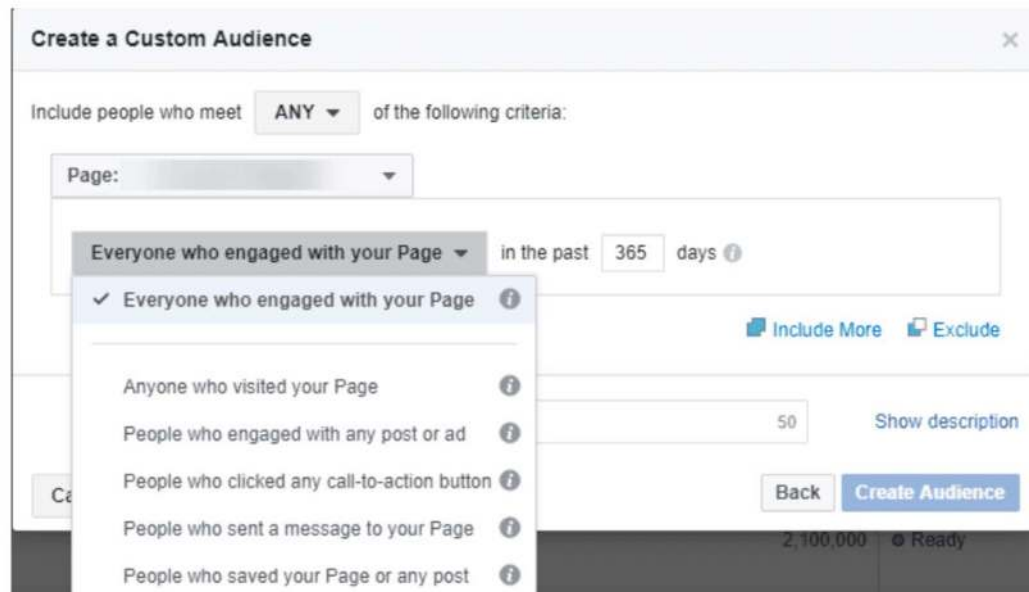 Create a Custom Audience
Include people who meet ANY of the following criteria:
Page:
Everyone who engaged with your Page in the past 365 days
Everyone who engaged with your Page
Include More Exclude
Anyone who visited your Page
People who engaged with any post or ad
50 Show description
People who clicked any call-to-action button
Back Create Audience
People who sent a message to your Page
2,100,000 Ready
People who saved your Page or any post